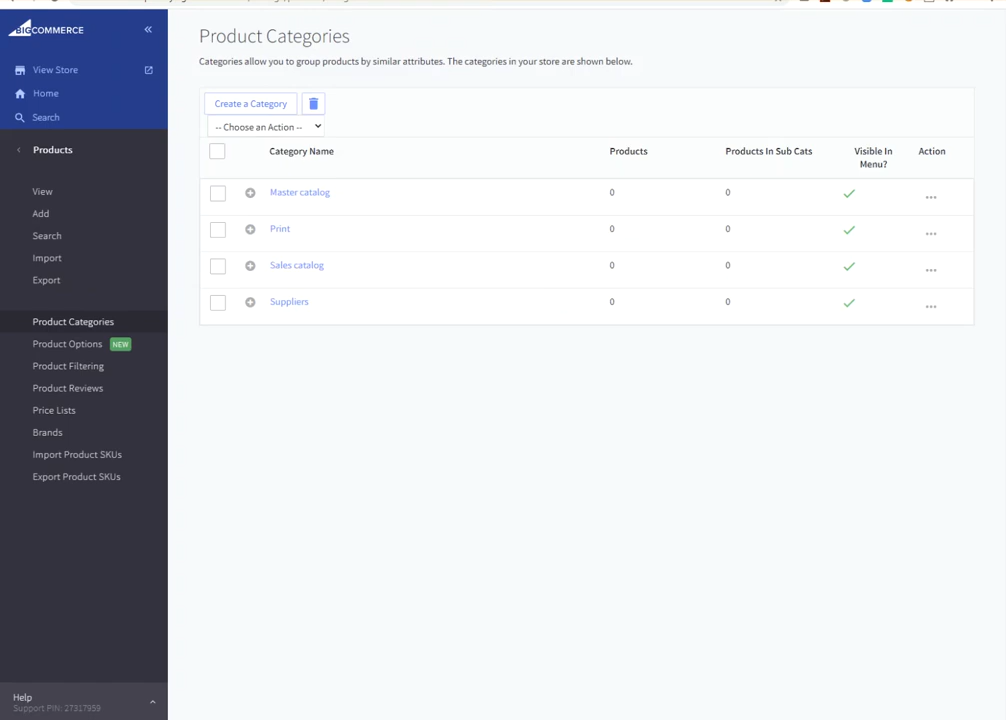 BIGCOMMERCE
View Store
Home
Search
Products
View
Add
Search
Import
Export
Product Categories
Product Options NEW
Product Filtering
Product Reviews
Price Lists
Brands
Import Product SKUs
Export Product SKUs
Help
Support PIN: 27317959
Product Categories
Categories allow you to group products by similar attributes. The categories in your store are shown below.
Create a Category
-- Choose an Action --
Category Name Products Products In Sub Cats Visible In Menu? Action
Master catalog 0 0
Print 0 0
Sales catalog 0 0
Suppliers 0 0